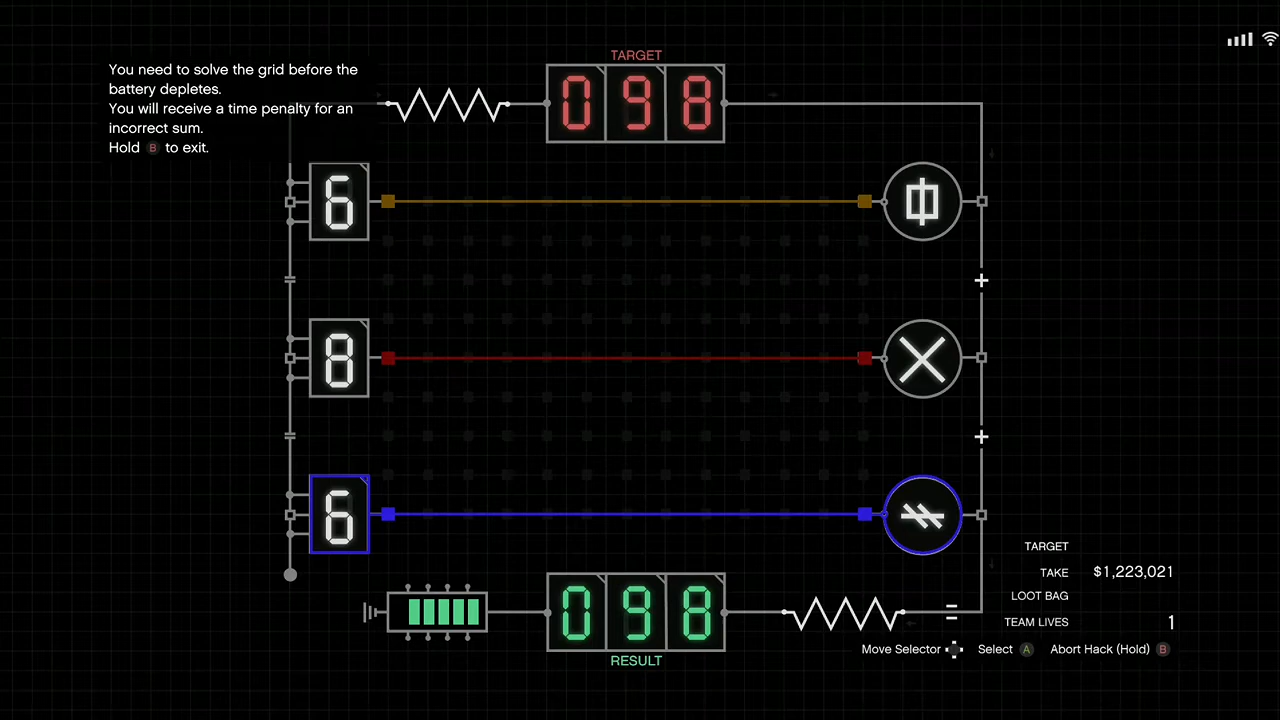 TARGET
098
You need to solve the grid before the
battery depletes.
You will receive a time penalty for an
incorrect sum.
Hold B to exit.
6
8
6
TARGET
TAKE $1,223,021
LOOT BAG
TEAM LIVES 1
098
RESULT
Move Selector Select A Abort Hack (Hold) B